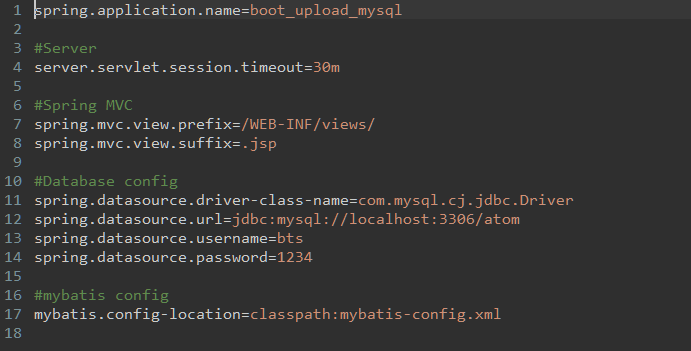 1 spring.application.name=boot_upload_mysql
2
3 #Server
4 server.servlet.session.timeout=30m
5
6 #Spring MVC
7 spring.mvc.view.prefix=/WEB-INF/views/
8 spring.mvc.view.suffix=.jsp
9
10 #Database config
11 spring.datasource.driver-class-name=com.mysql.cj.jdbc.Driver
12 spring.datasource.url=jdbc:mysql://localhost:3306/atom
13 spring.datasource.username=bts
14 spring.datasource.password=1234
15
16 #mybatis config
17 mybatis.config-location=classpath:mybatis-config.xml
18